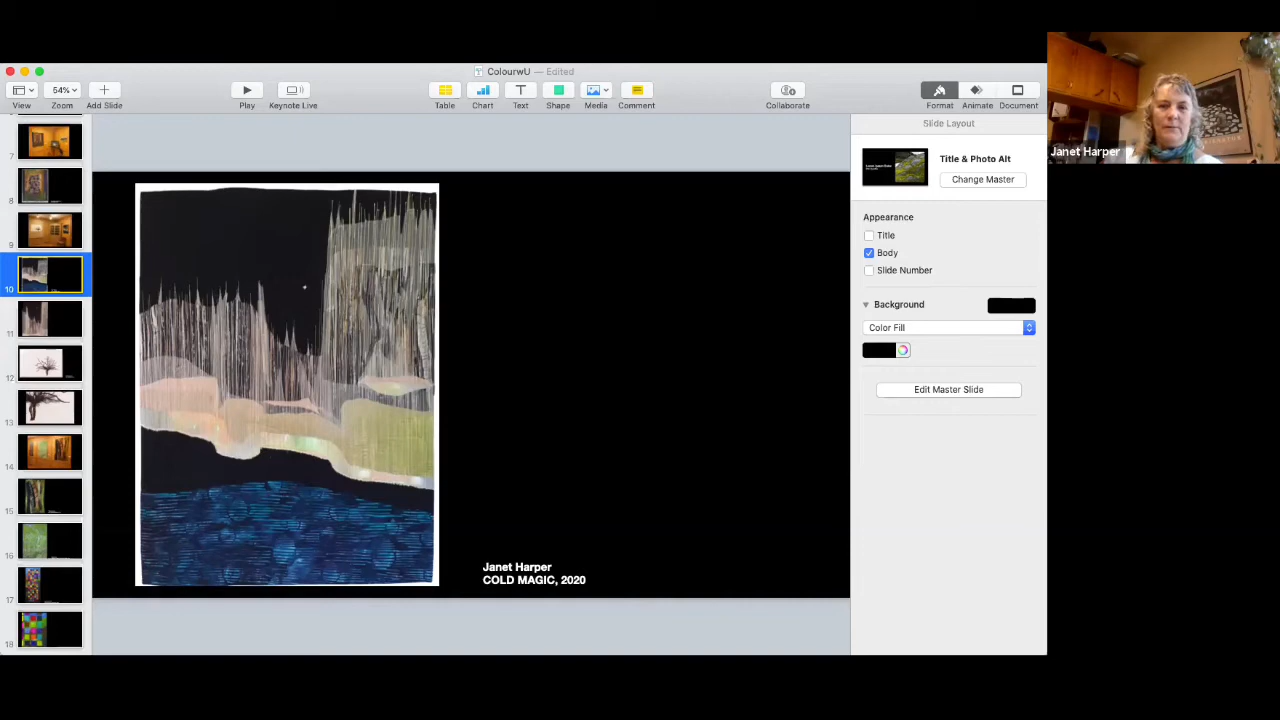 ColourwU — Edited
View
54%
Zoom
Add Slide
Play
Keynote Live
Table
Chart
Text
Shape
Media
Comment
Collaborate
Format
Animate
Document
Slide Layout
Title & Photo Alt
Change Master
Appearance
Title
Body
Slide Number
Background
Color Fill
Edit Master Slide
7
8
9
10
11
12
13
14
15
16
17
18
Janet Harper
COLD MAGIC, 2020
Janet Harper